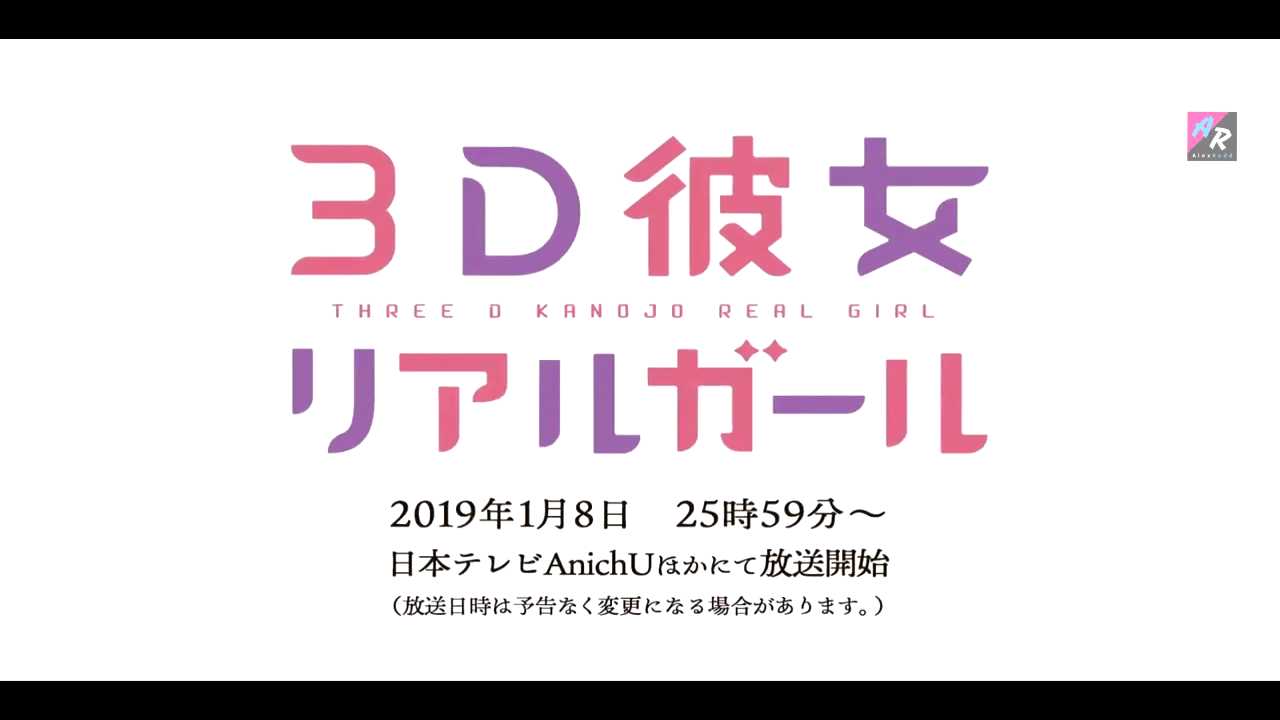 3D彼女
THREE D KANOJO REAL GIRL
リアルガール
2019年1月8日　25時59分～
日本テレビAnichUほかにて放送開始
（放送日時は予告なく変更になる場合があります。）
AR
AlexRodd